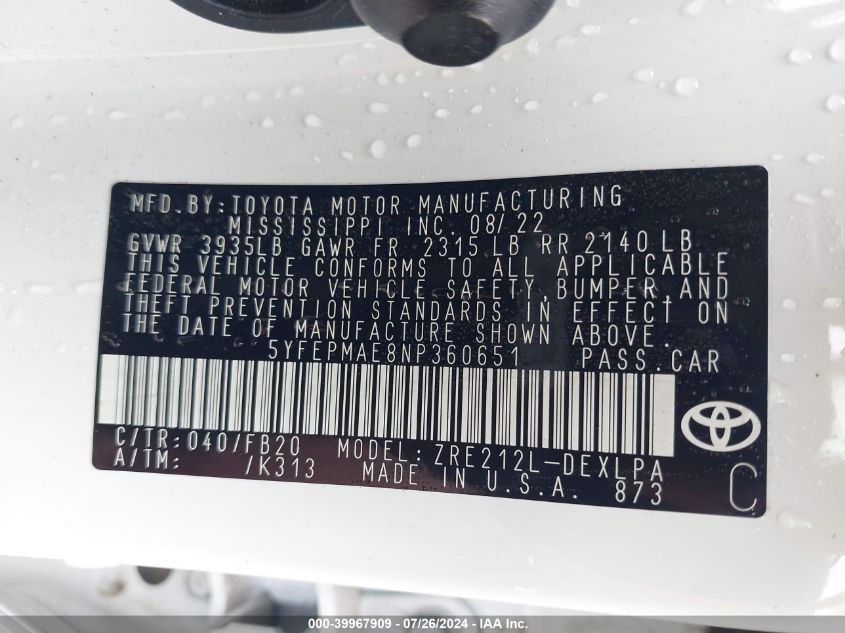 MFD.BY:TOYOTA MOTOR MANUFACTURING
MISSISSIPPI INC. 08/22
GVWR 3935LB GAWR FR 2315 LB RR 2140 LB
THIS VEHICLE CONFORMS TO ALL APPLICABLE
FEDERAL MOTOR VEHICLE SAFETY, BUMPER, AND
THEFT PREVENTION STANDARDS IN EFFECT ON
THE DATE OF MANUFACTURE SHOWN ABOVE.
5YFEPMAE8NP360651 PASS.CAR
C/TR:040/FB20 MODEL:ZRE212L-DEXLPA
A/TM: /K313 MADE IN U.S.A. 873
C
000-39967909 - 07/26/2024 - IAAI.com